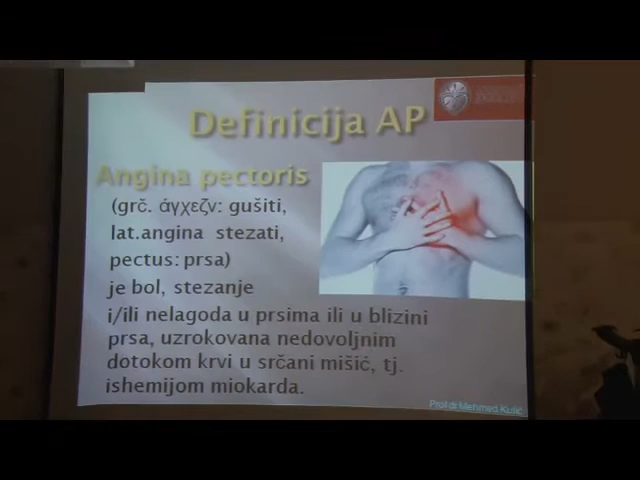 Definicija AP
Angina pectoris
(grč. άγχεζν: gušiti,
lat.angina stezati,
pectus: prsa)
je bol, stezanje
i/ili nelagoda u prsima ili u blizini
prsa, uzrokovana nedovoljnim
dotokom krvi u srčani mišić, tj.
ishemijom miokarda.
Prof dr Mehmed Kulić